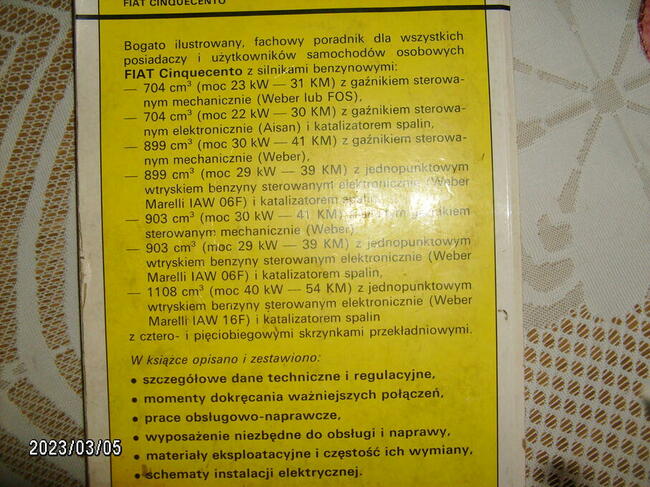 FIAT CINQUECENTO
Bogato ilustrowany, fachowy poradnik dla wszystkich
posiadaczy i użytkowników samochodów osobowych
FIAT Cinquecento z silnikami benzynowymi:
— 704 cm³ (moc 23 kW — 31 KM) z gaźnikiem sterowa-
nym mechanicznie (Weber lub FOS),
— 704 cm³ (moc 22 kW — 30 KM) z gaźnikiem sterowa-
nym elektronicznie (Aisan) i katalizatorem spalin,
— 899 cm³ (moc 30 kW — 41 KM) z gaźnikiem sterowa-
nym mechanicznie (Weber),
— 899 cm³ (moc 29 kW — 39 KM) z jednopunktowym
wtryskiem benzyny sterowanym elektronicznie (Weber
Marelli IAW 06F) i katalizatorem spalin,
— 903 cm³ (moc 30 kW — 41 KM) gaźnikiem
sterowanym mechanicznie (Weber)
— 903 cm³ (moc 29 kW — 39 KM) z jednopunktowym
wtryskiem benzyny sterowanym elektronicznie (Weber
Marelli IAW 06F) i katalizatorem spalin,
— 1108 cm³ (moc 40 kW — 54 KM) z jednopunktowym
wtryskiem benzyny sterowanym elektronicznie (Weber
Marelli IAW 16F) i katalizatorem spalin
z cztero- i pięciobiegowymi skrzynkami przekładniowymi.
W książce opisano i zestawiono:
• szczegółowe dane techniczne i regulacyjne,
• momenty dokręcania ważniejszych połączeń,
• prace obsługowo-naprawcze,
• wyposażenie niezbędne do obsługi i naprawy,
• materiały eksploatacyjne i częstość ich wymiany,
• schematy instalacji elektrycznej.
2023/03/05